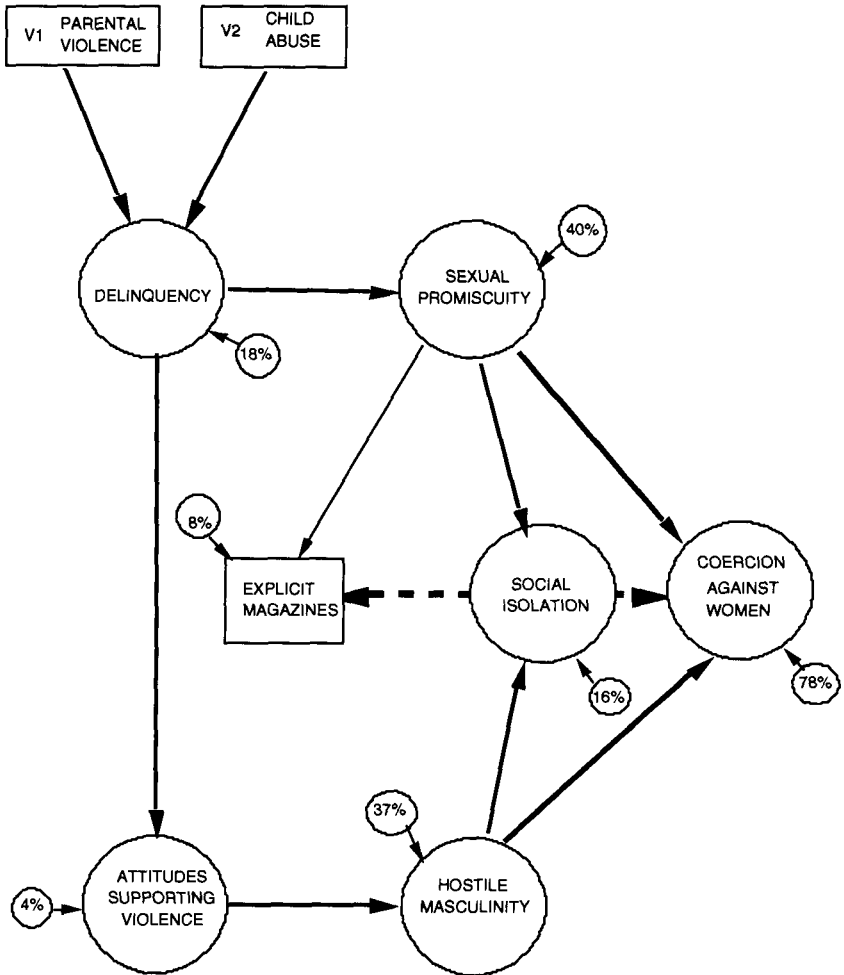 V1 PARENTAL
VIOLENCE
V2 CHILD
ABUSE
DELINQUENCY
SEXUAL
PROMISCUITY
40%
18%
8%
EXPLICIT
MAGAZINES
SOCIAL
ISOLATION
COERCION
AGAINST
WOMEN
16%
78%
37%
ATTITUDES
SUPPORTING
VIOLENCE
4%
HOSTILE
MASCULINITY